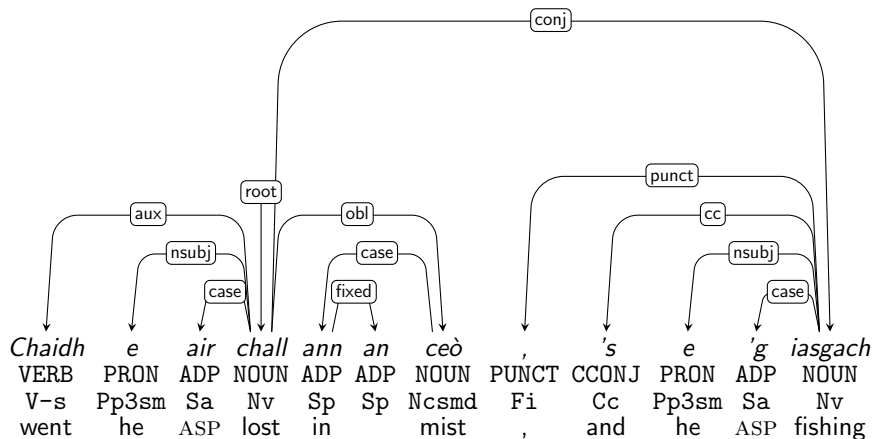 conj
punct
root
aux obl cc
nsubj case nsubj
case fixed case
Chaidh e air chall ann an ceò , 's e 'g iasgach
VERB PRON ADP NOUN ADP ADP NOUN PUNCT CCONJ PRON ADP NOUN
V-s Pp3sm Sa Nv Sp Sp Ncsmd Fi Cc Pp3sm Sa Nv
went he ASP lost in mist , and he ASP fishing